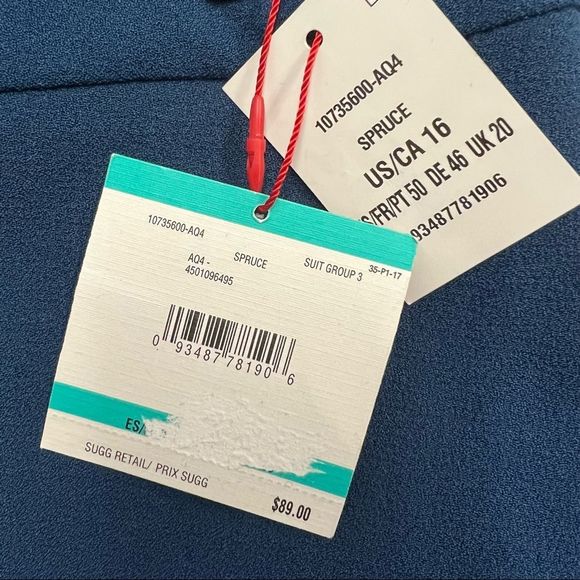 10735600-AQ4
SPRUCE
US/CA 16
S/FR/PT 50 DE 46 UK 20
93487781906
10735600-AQ4
AQ4 - SPRUCE SUIT GROUP 3 35-P1-17
4501096495
0 93487 78190 6
ES/
SUGG RETAIL/ PRIX SUGG
$89.00